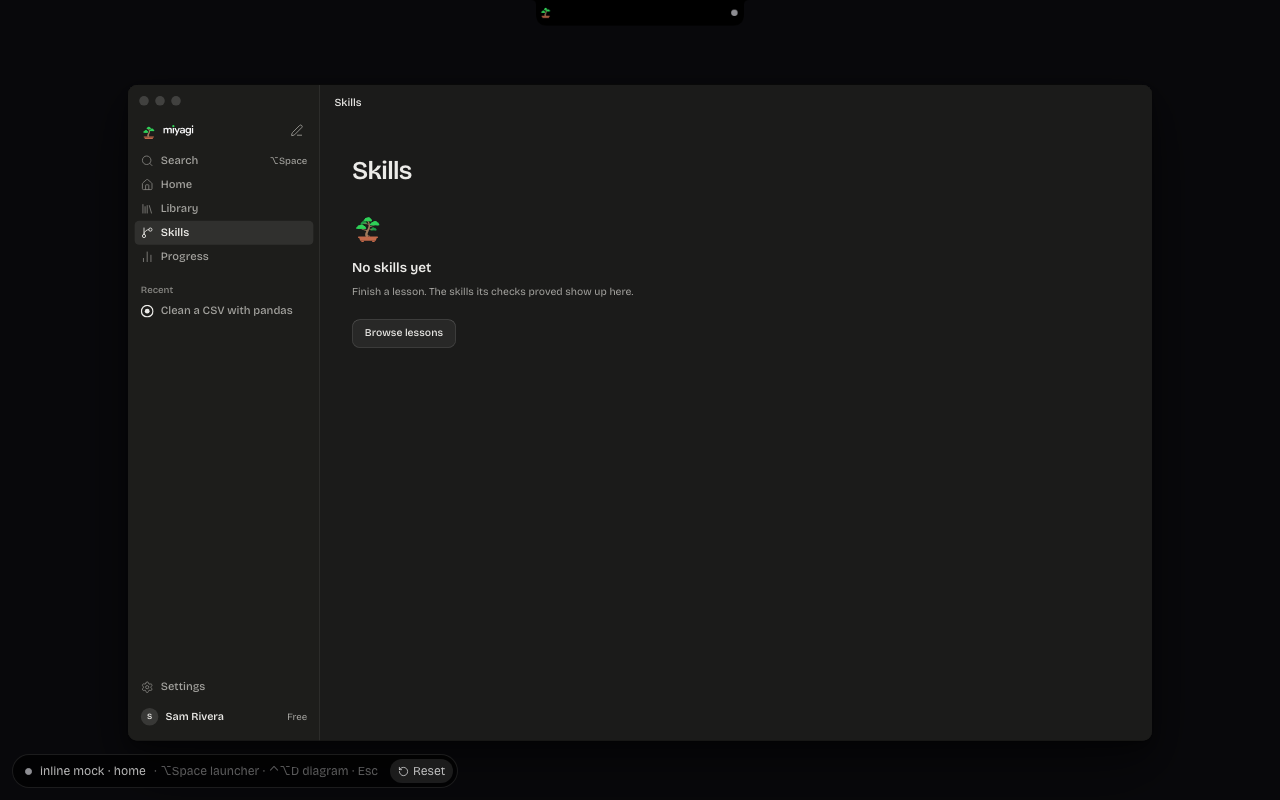 Skills
miyagi
Search ⌥Space
Home
Library
Skills
Progress
Recent
Clean a CSV with pandas
Skills
No skills yet
Finish a lesson. The skills its checks proved show up here.
Browse lessons
Settings
S Sam Rivera Free
inline mock · home · ⌥Space launcher · ^⌥D diagram · Esc Reset